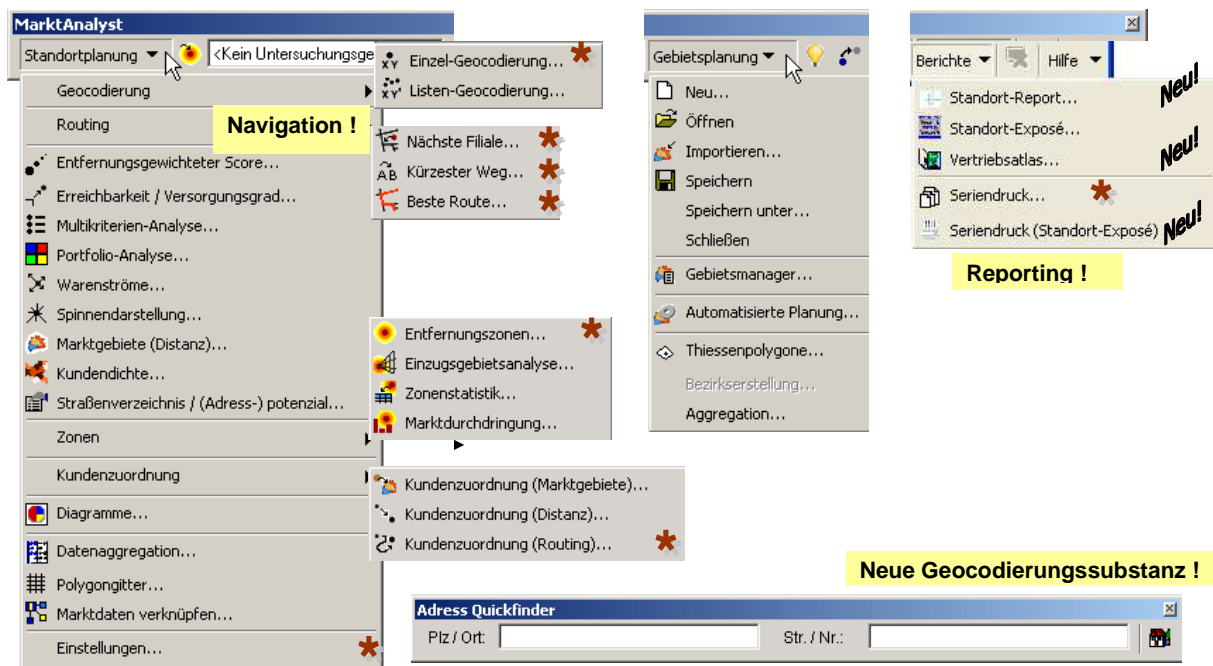 MarktAnalyst
Standortplanung
<Kein Untersuchungsge
Geocodierung
Routing
Navigation !
Entfernungsgewichteter Score...
Erreichbarkeit / Versorgungsgrad...
Multikriterien-Analyse...
Portfolio-Analyse...
Warenströme...
Spinnendarstellung...
Marktgebiete (Distanz)...
Kundendichte...
Straßenverzeichnis / (Adress-) potenzial...
Zonen
Kundenzuordnung
Diagramme...
Datenaggregation...
Polygongitter...
Marktdaten verknüpfen...
Einstellungen...
Einzel-Geocodierung...
Listen-Geocodierung...
Nächste Filiale...
Kürzester Weg...
Beste Route...
Entfernungszonen...
Einzugsgebietsanalyse...
Zonenstatistik...
Marktdurchdringung...
Kundenzuordnung (Marktgebiete)...
Kundenzuordnung (Distanz)...
Kundenzuordnung (Routing)...
Gebietsplanung
Neu...
Öffnen
Importieren...
Speichern
Speichern unter...
Schließen
Gebietsmanager...
Automatisierte Planung...
Thiessenpolygone...
Bezirkserstellung...
Aggregation...
Berichte
Hilfe
Standort-Report... Neu!
Standort-Exposé...
Vertriebsatlas... Neu!
Seriendruck...
Seriendruck (Standort-Exposé) Neu!
Reporting !
Neue Geocodierungssubstanz !
Adress Quickfinder
Plz / Ort:
Str. / Nr.: